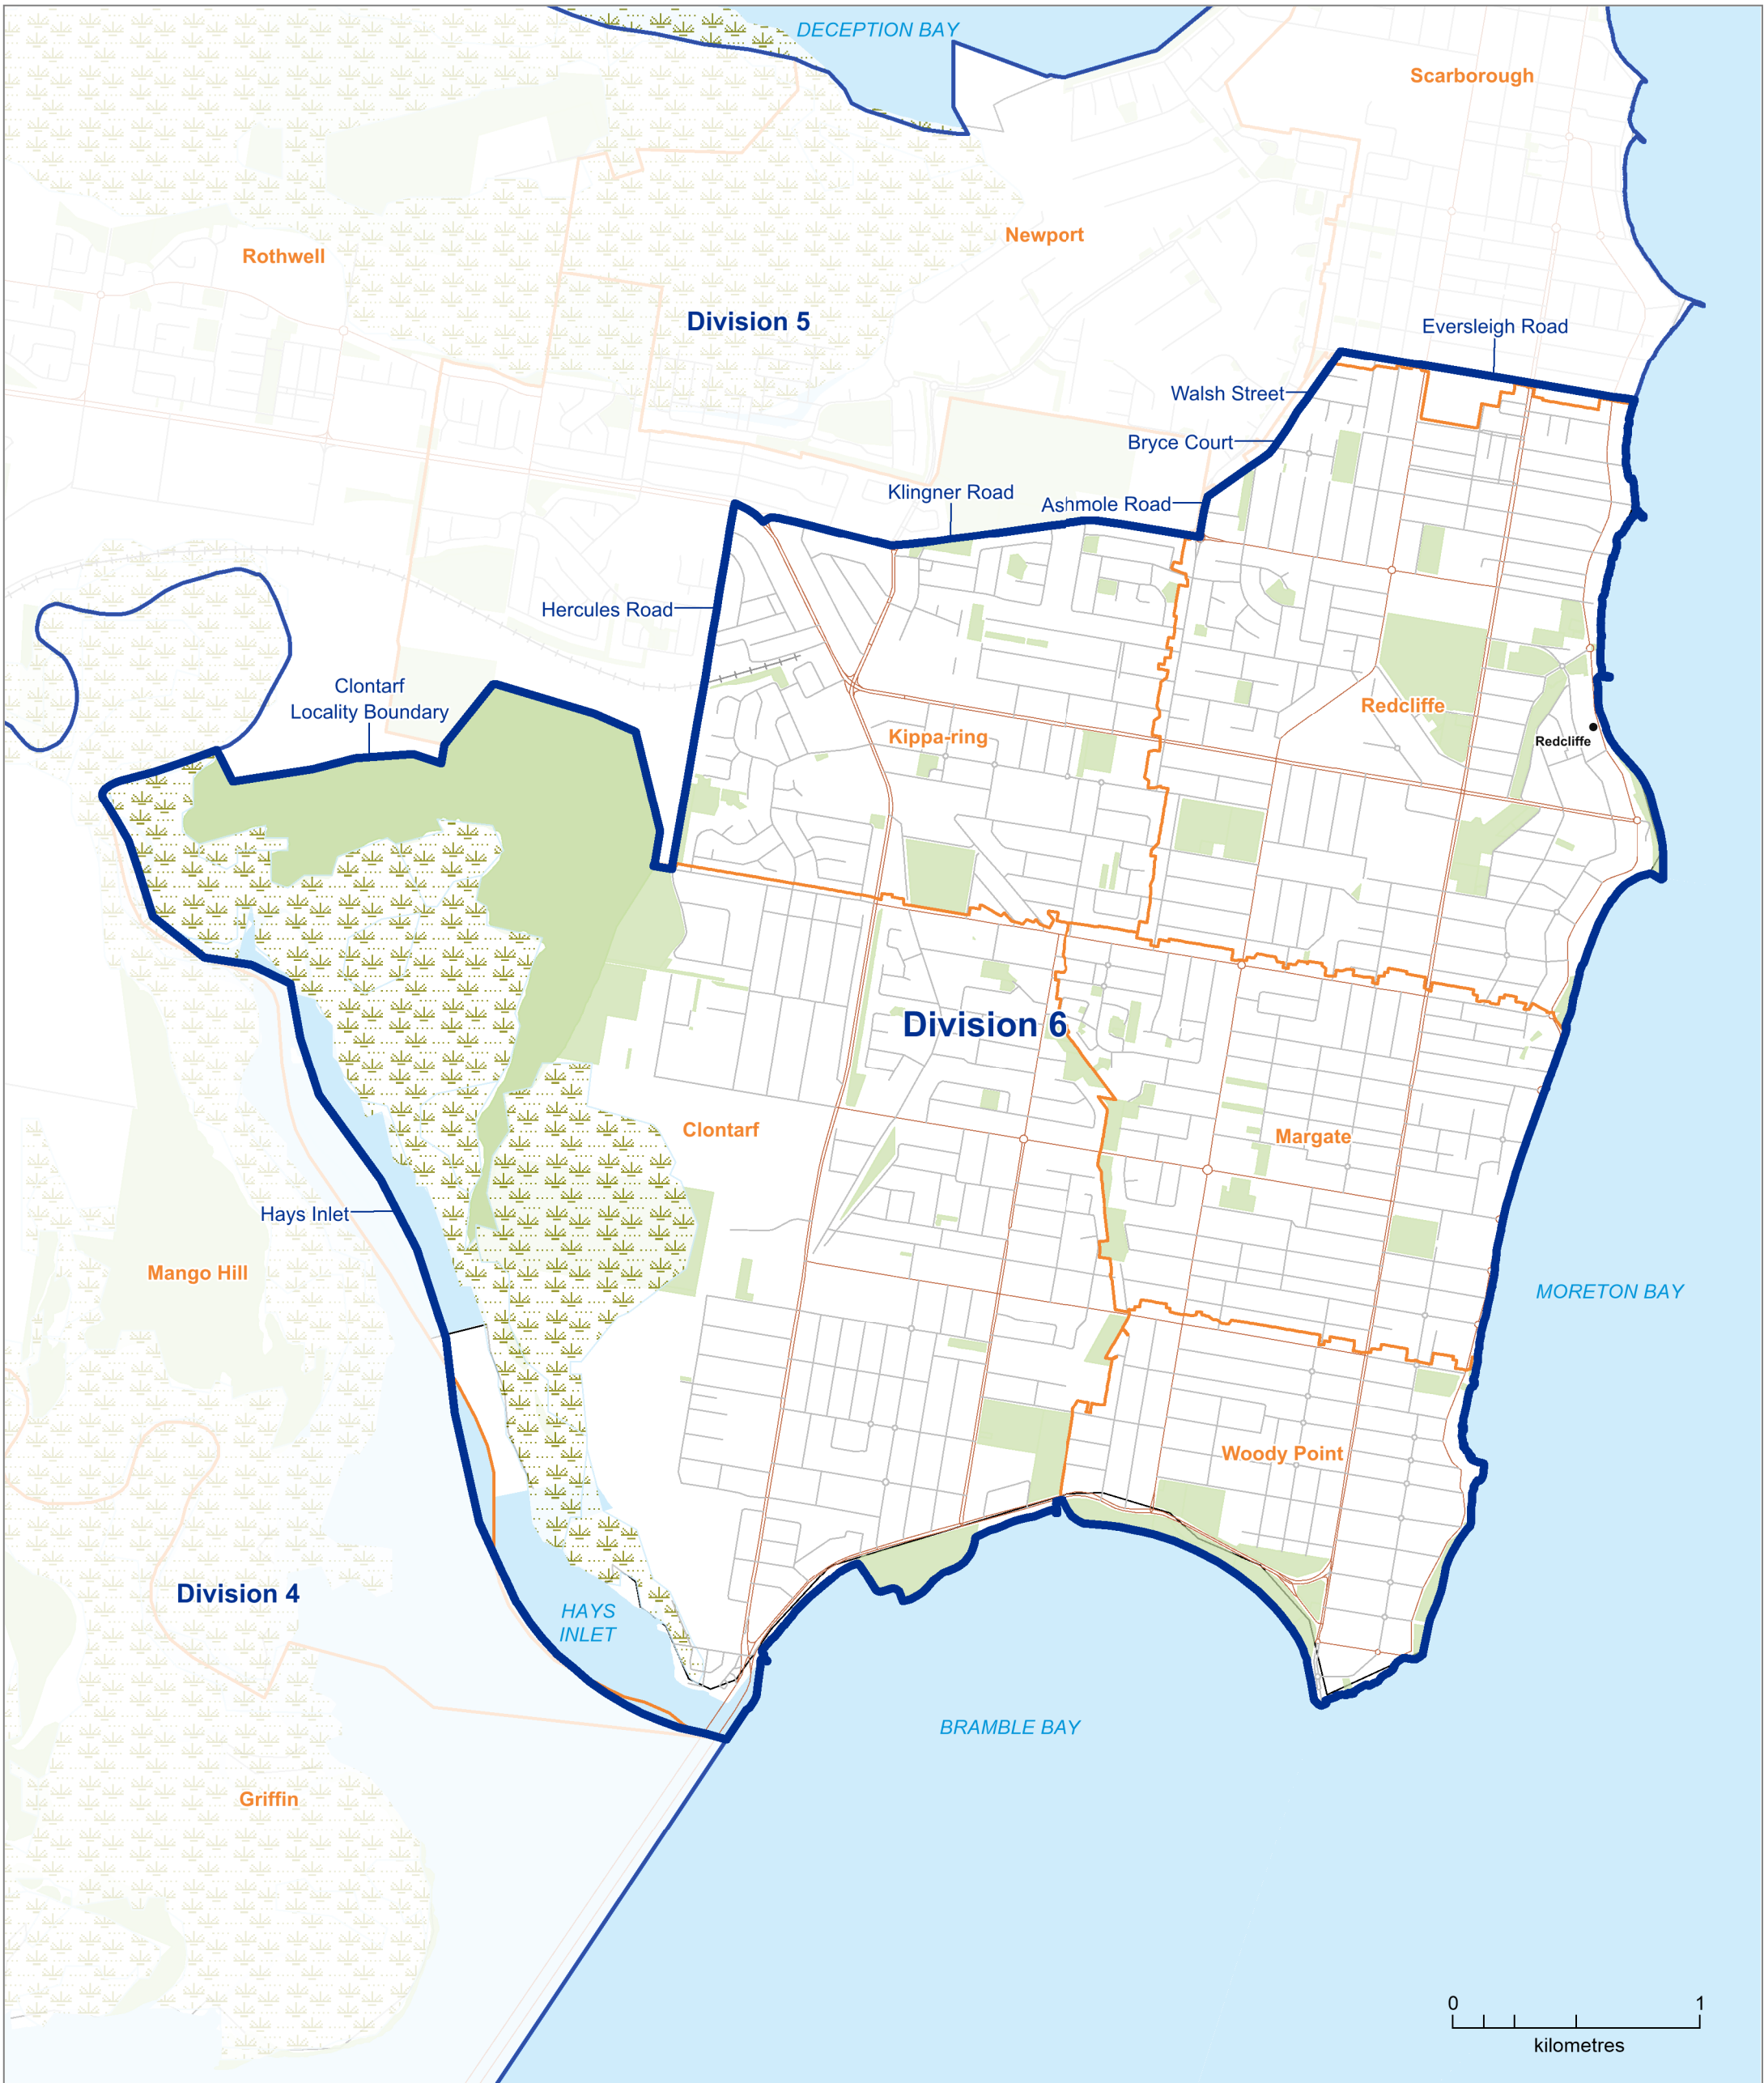 DECEPTION BAY
Scarborough
Newport
Rothwell
Division 5
Eversleigh Road
Walsh Street
Bryce Court
Klingner Road
Ashmole Road
Hercules Road
Clontarf
Locality Boundary
Redcliffe
Kippa-ring
Redcliffe
Division 6
Clontarf
Margate
Hays Inlet
Mango Hill
MORETON BAY
Woody Point
Division 4
HAYS
INLET
BRAMBLE BAY
Griffin
0 1
kilometres